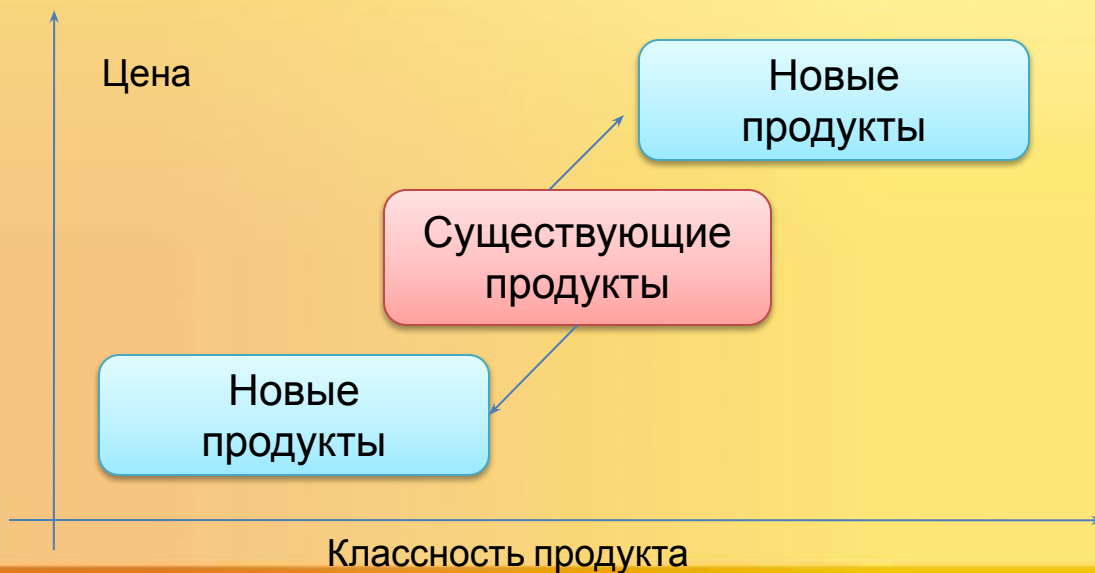 Цена
Новые
продукты
Существующие
продукты
Новые
продукты
Классность продукта